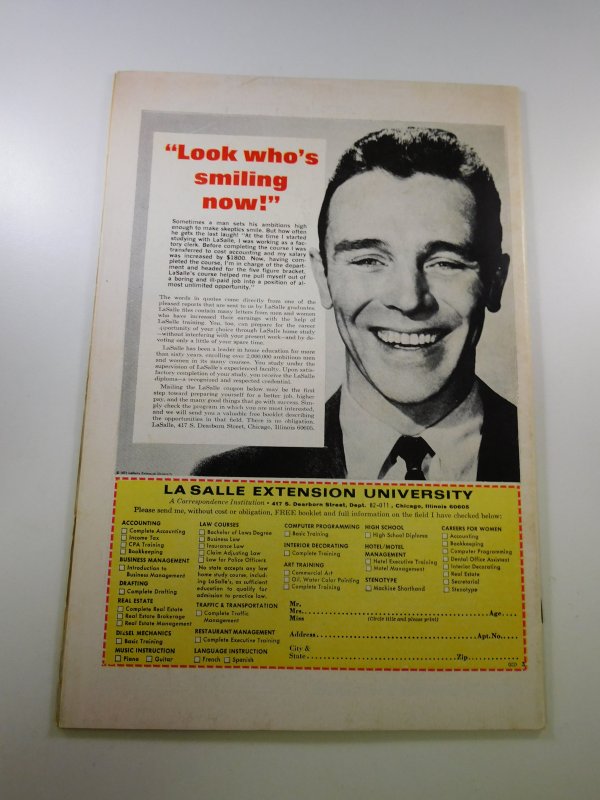 “Look who’s
smiling
now!”
Sometimes a man sets his ambitions high
enough to make skeptics smile. But how often
he gets the last laugh! “At the time I started
studying with LaSalle, I was working as a fac-
tory clerk. Before completing the course I was
transferred to cost accounting and my salary
was increased by $1800. Now, having com-
pleted the course, I’m in charge of the depart-
ment and headed for the five figure bracket.
LaSalle’s course helped me pull myself out of
a boring and ill-paid job into a position of al-
most unlimited opportunity.”
The words in quotes come directly from one of the
pleased reports that are sent to us by LaSalle graduates.
LaSalle files contain many letters from men and women
who have increased their earnings with the help of
LaSalle training. You, too, can prepare for the career
opportunity of your choice through LaSalle home study
—without interfering with your present work—and by de-
voting only a little of your spare time.
LaSalle has been a leader in home education for more
than sixty years, enrolling over 2,000,000 ambitious men
and women in its many courses. You study under the
supervision of LaSalle’s experienced faculty. Upon satis-
factory completion of your study, you receive the LaSalle
diploma—a recognized and respected credential.
Mailing the LaSalle coupon below may be the first
step toward preparing yourself for a better job, higher
pay, and the many good things that go with success. Sim-
ply check the program in which you are most interested,
and we will send you a valuable free booklet describing
the opportunities in that field. There is no obligation.
LaSalle, 417 S. Dearborn Street, Chicago, Illinois 60605.
© 1971 LaSalle Extension University
LA SALLE EXTENSION UNIVERSITY
A Correspondence Institution • 417 S. Dearborn Street, Dept. 82-011, Chicago, Illinois 60605
Please send me, without cost or obligation, FREE booklet and full information on the field I have checked below:
ACCOUNTING
Complete Accounting
Income Tax
CPA Training
Bookkeeping
BUSINESS MANAGEMENT
Introduction to
Business Management
DRAFTING
Complete Drafting
REAL ESTATE
Complete Real Estate
Real Estate Brokerage
Real Estate Management
DIESEL MECHANICS
Basic Training
MUSIC INSTRUCTION
Piano Guitar
LAW COURSES
Bachelor of Laws Degree
Business Law
Insurance Law
Claim Adjusting Law
Law for Police Officers
No state accepts any law
home study course, includ-
ing LaSalle’s, as sufficient
education to qualify for
admission to practice law.
TRAFFIC & TRANSPORTATION
Complete Traffic
Management
RESTAURANT MANAGEMENT
Complete Executive Training
LANGUAGE INSTRUCTION
French Spanish
COMPUTER PROGRAMMING
Basic Training
INTERIOR DECORATING
Complete Training
ART TRAINING
Commercial Art
Oil, Water Color Painting
Complete Training
HIGH SCHOOL
High School Diploma
HOTEL/MOTEL
MANAGEMENT
Hotel Executive Training
Motel Management
STENOTYPE
Machine Shorthand
CAREERS FOR WOMEN
Accounting
Bookkeeping
Computer Programming
Dental Office Assistant
Interior Decorating
Real Estate
Secretarial
Stenotype
Mr.
Mrs. Age
Miss (Circle title and please print)
Address Apt. No.
City &
State Zip